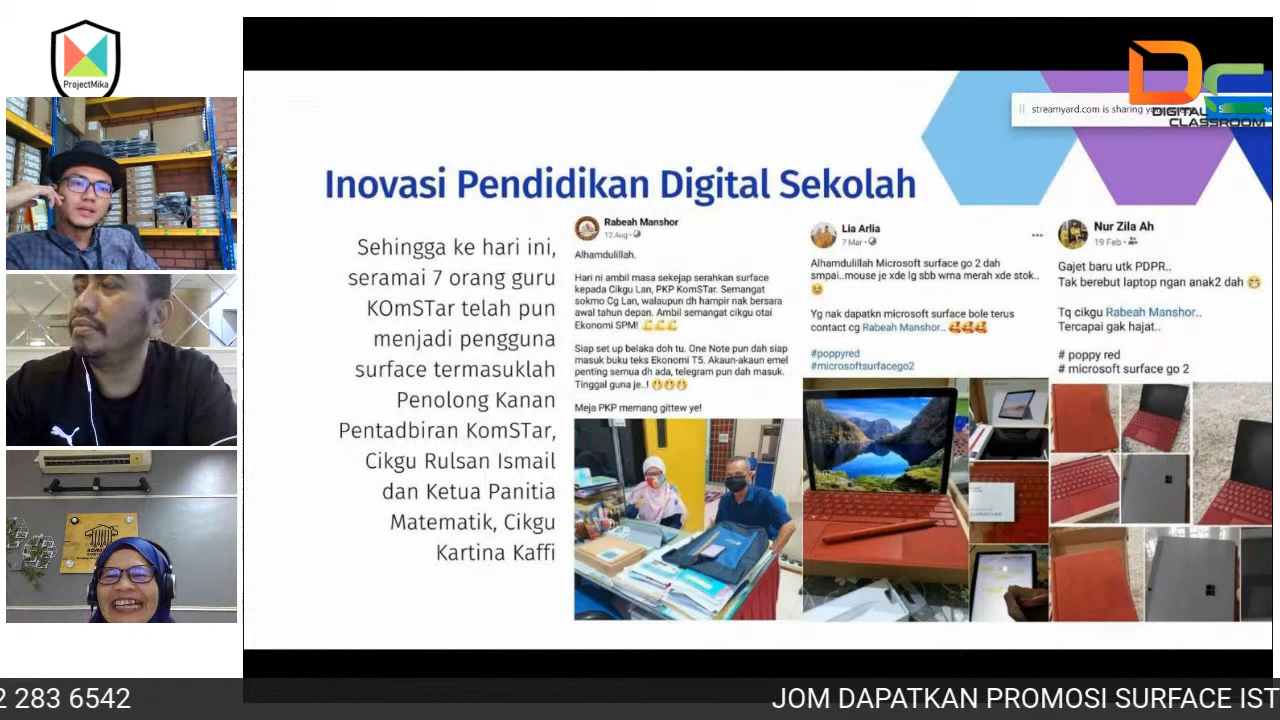 ProjectMika
streamyard.com is sharing
DIGITAL
CLASSROOM
Inovasi Pendidikan Digital Sekolah
Sehingga ke hari ini,
seramai 7 orang guru
KOmSTar telah pun
menjadi pengguna
surface termasuklah
Penolong Kanan
Pentadbiran KomSTar,
Cikgu Rulsan Ismail
dan Ketua Panitia
Matematik, Cikgu
Kartina Kaffi
Rabeah Manshor
12 Aug
Alhamdulillah.
Hari ni ambil masa sekejap serahkan surface
kepada Cikgu Lan, PKP KomSTar. Semangat
sokmo Cg Lan, walaupun dh hampir nak bersara
awal tahun depan. Ambil semangat cikgu otai
Ekonomi SPM! 💪💪💪
Siap set up belaka doh tu. One Note pun dah siap
masuk buku teks Ekonomi T5. Akaun-akaun emel
penting semua dh ada, telegram pun dah masuk.
Tinggal guna je..! 🤭🤭🤭
Meja PKP memang gittew ye!
Lia Arlia
7 Mar
Alhamdulillah Microsoft surface go 2 dah
smpai..mouse je xde lg sbb wrna merah xde stok..
Yg nak dapatkn microsoft surface bole terus
contact cg Rabeah Manshor.. 🥰🥰🥰
#poppyred
#microsoftsurfacego2
Nur Zila Ah
19 Feb
Gajet baru utk PDPR..
Tak berebut laptop ngan anak2 dah 😁
Tq cikgu Rabeah Manshor..
Tercapai gak hajat..
# poppy red
# microsoft surface go 2
2 283 6542
JOM DAPATKAN PROMOSI SURFACE IST